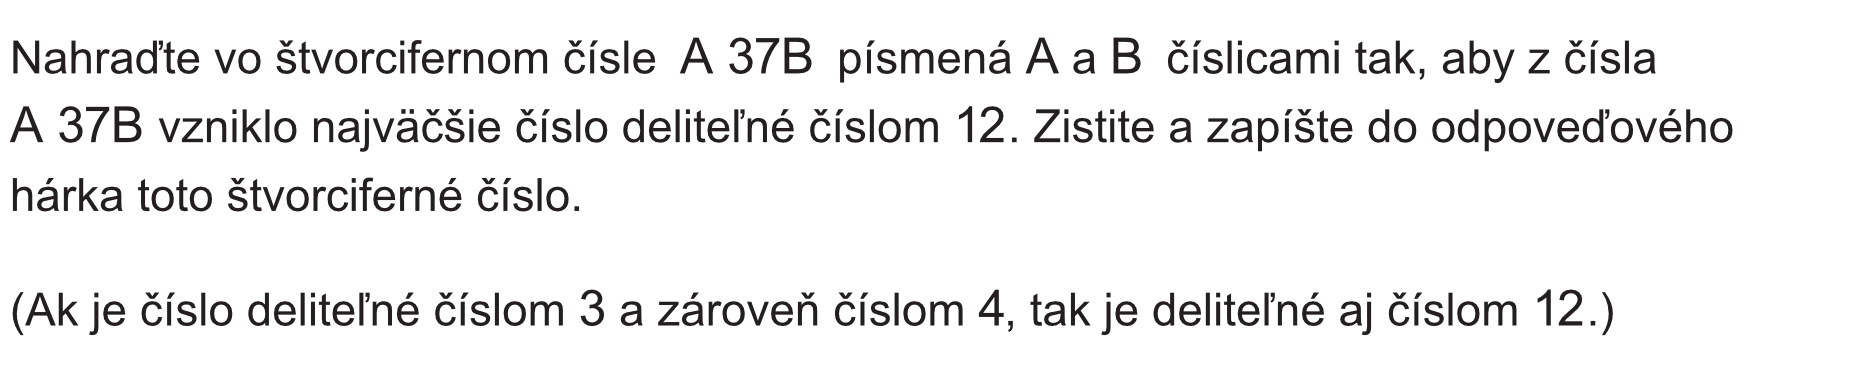 Nahraďte vo štvorcifernom čísle A 37B písmená A a B číslicami tak, aby z čísla
A 37B vzniklo najväčšie číslo deliteľné číslom 12. Zistite a zapíšte do odpoveďového
hárka toto štvorciferné číslo.
(Ak je číslo deliteľné číslom 3 a zároveň číslom 4, tak je deliteľné aj číslom 12.)